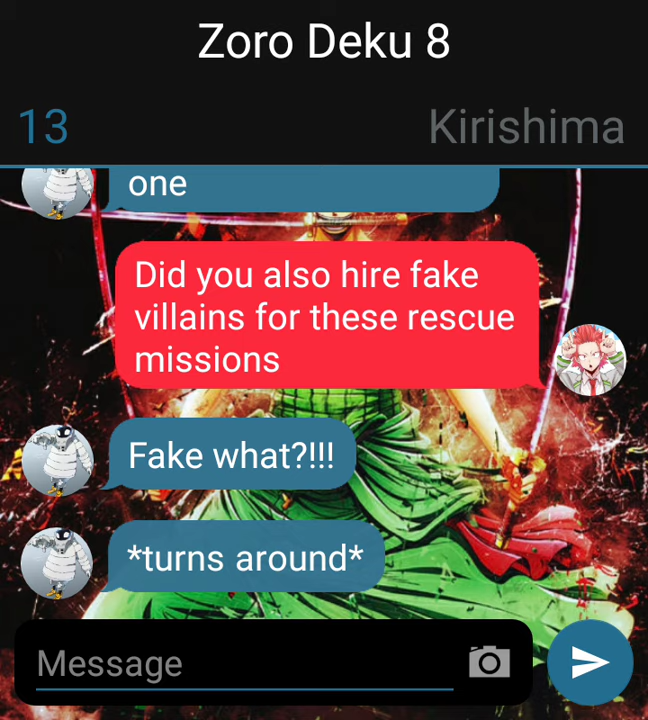 Zoro Deku 8
13
Kirishima
one
Did you also hire fake
villains for these rescue
missions
Fake what?!!!
*turns around*
Message